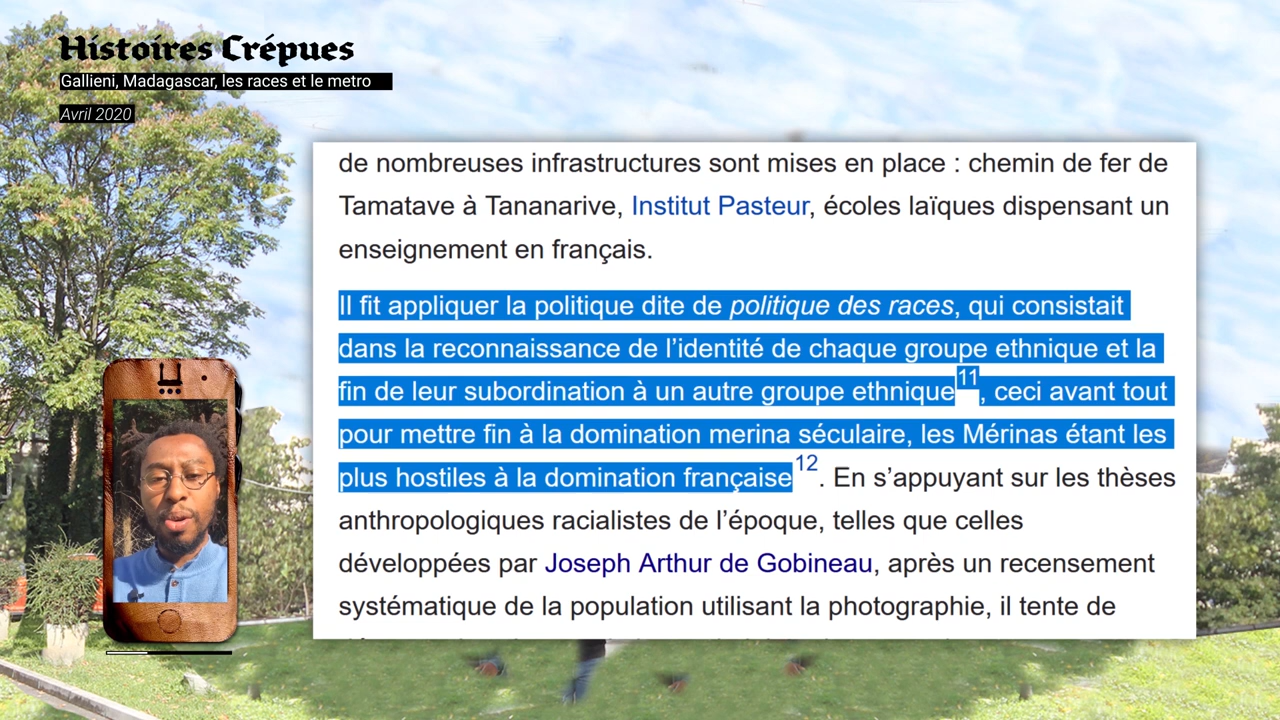 Histoires Crépues
Gallieni, Madagascar, les races et le metro
Avril 2020
de nombreuses infrastructures sont mises en place : chemin de fer de
Tamatave à Tananarive, Institut Pasteur, écoles laïques dispensant un
enseignement en français.
Il fit appliquer la politique dite de politique des races, qui consistait
dans la reconnaissance de l’identité de chaque groupe ethnique et la
fin de leur subordination à un autre groupe ethnique11, ceci avant tout
pour mettre fin à la domination merina séculaire, les Mérinas étant les
plus hostiles à la domination française12. En s’appuyant sur les thèses
anthropologiques racialistes de l’époque, telles que celles
développées par Joseph Arthur de Gobineau, après un recensement
systématique de la population utilisant la photographie, il tente de